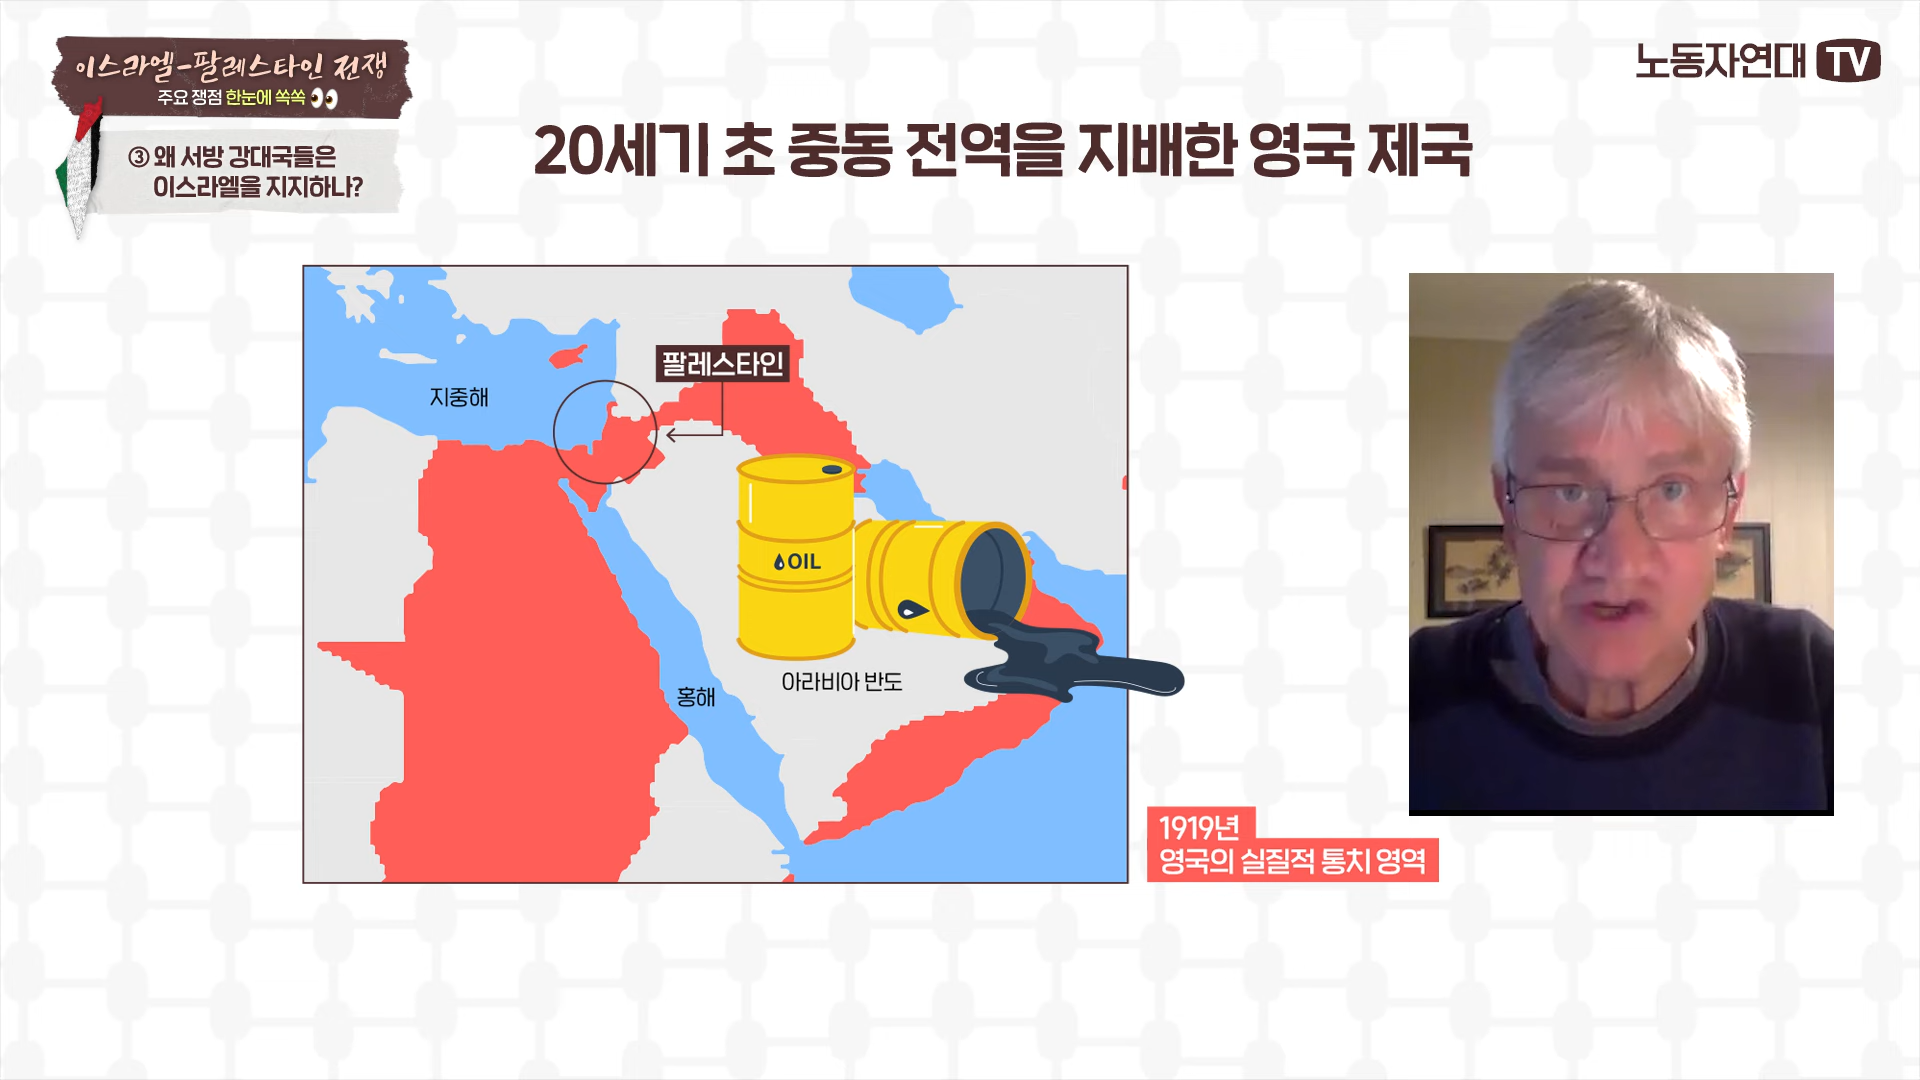 이스라엘-팔레스타인 전쟁
주요 쟁점 한눈에 쏙쏙
③ 왜 서방 강대국들은
이스라엘을 지지하나?
노동자연대 TV
20세기 초 중동 전역을 지배한 영국 제국
팔레스타인
지중해
OIL
아라비아 반도
홍해
1919년
영국의 실질적 통치 영역